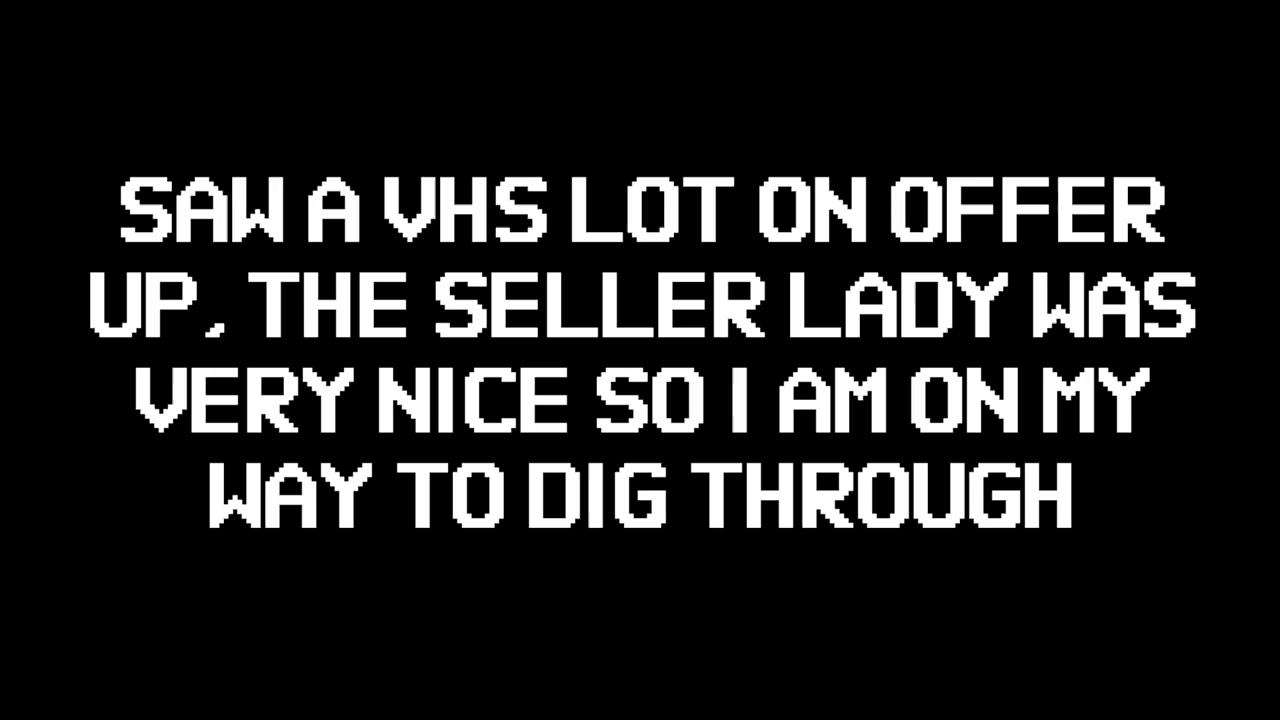 SAW A VHS LOT ON OFFER
UP, THE SELLER LADY WAS
VERY NICE SO I AM ON MY
WAY TO DIG THROUGH